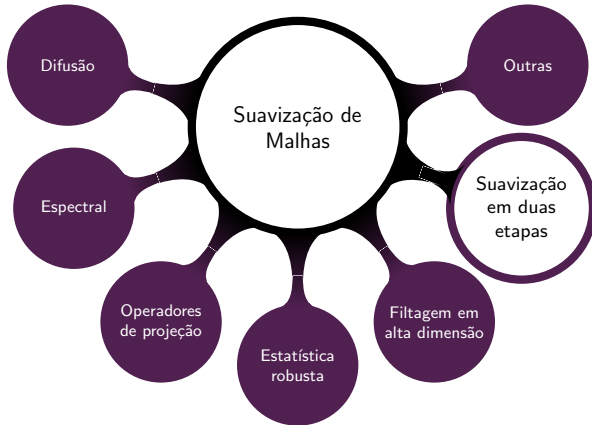 Suavização de
Malhas
Difusão
Espectral
Operadores
de projeção
Estatística
robusta
Filtagem em
alta dimensão
Suavização
em duas
etapas
Outras